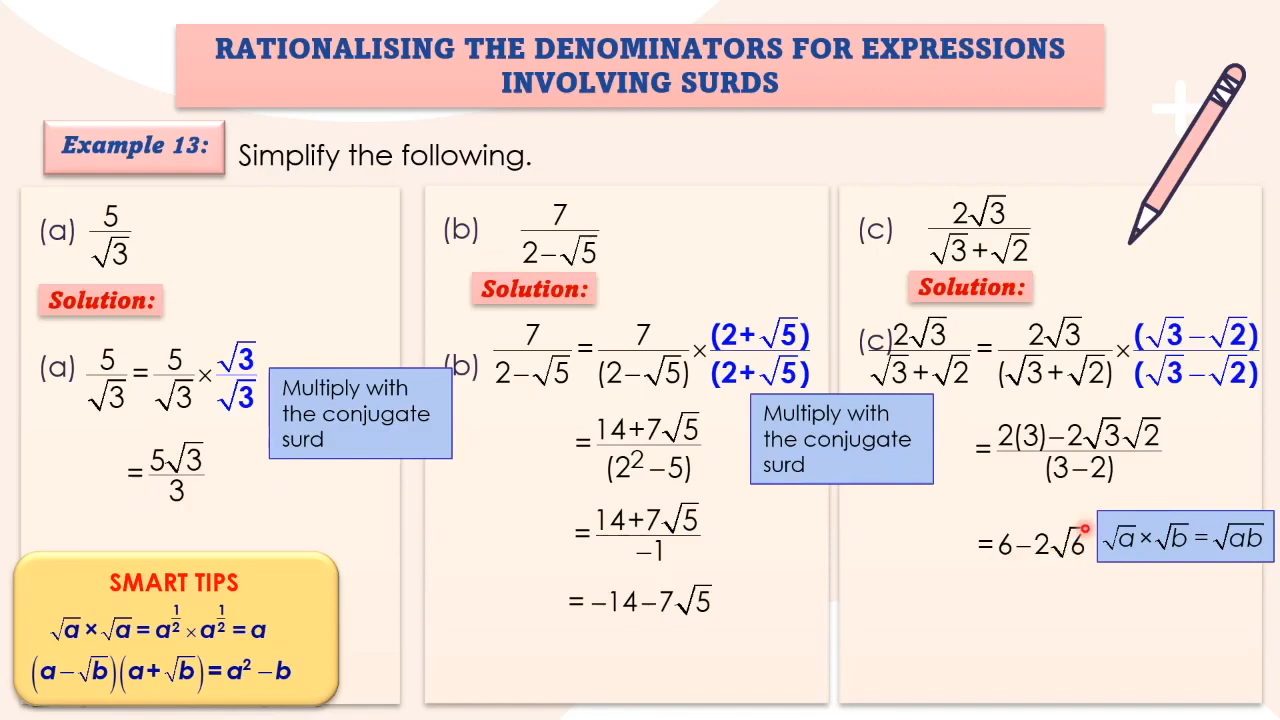 RATIONALISING THE DENOMINATORS FOR EXPRESSIONS
INVOLVING SURDS
Example 13:
Simplify the following.
(a) 5/√3
Solution:
(a) 5/√3 = 5/√3 × √3/√3
Multiply with
the conjugate
surd
= 5√3/3
SMART TIPS
√a × √a = a^(1/2) × a^(1/2) = a
(a − √b)(a + √b) = a² − b
(b) 7/(2−√5)
Solution:
(b) 7/(2−√5) = 7/(2−√5) × (2+√5)/(2+√5)
Multiply with
the conjugate
surd
= (14+7√5)/(2²−5)
= (14+7√5)/−1
= −14−7√5
(c) 2√3/(√3+√2)
Solution:
(c) 2√3/(√3+√2) = 2√3/(√3+√2) × (√3−√2)/(√3−√2)
= (2(3)−2√3√2)/(3−2)
= 6−2√6
√a × √b = √ab